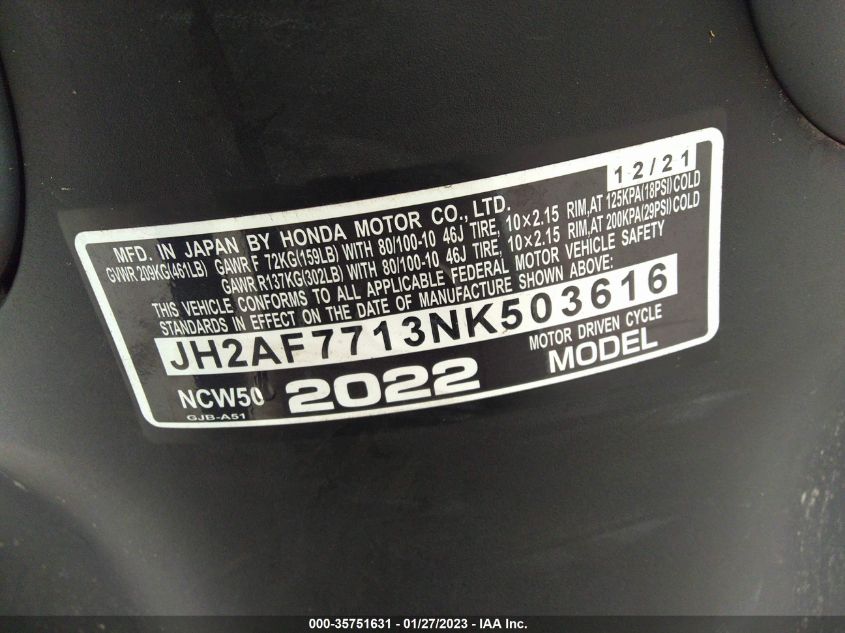 12/21
MFD. IN JAPAN BY HONDA MOTOR CO., LTD.
GVWR 209KG(461LB) GAWR F 72KG(159LB) WITH 80/100-10 46J TIRE, 10×2.15 RIM,AT 125KPA(18PSI)COLD
GAWR R137KG(302LB) WITH 80/100-10 46J TIRE, 10×2.15 RIM,AT 200KPA(29PSI)COLD
THIS VEHICLE CONFORMS TO ALL APPLICABLE FEDERAL MOTOR VEHICLE SAFETY
STANDARDS IN EFFECT ON THE DATE OF MANUFACTURE SHOWN ABOVE:
JH2AF7713NK503616
MOTOR DRIVEN CYCLE
NCW50 2022 MODEL
GJB-A51
000-35751631 - 01/27/2023 - Copyright © IAA, Inc.